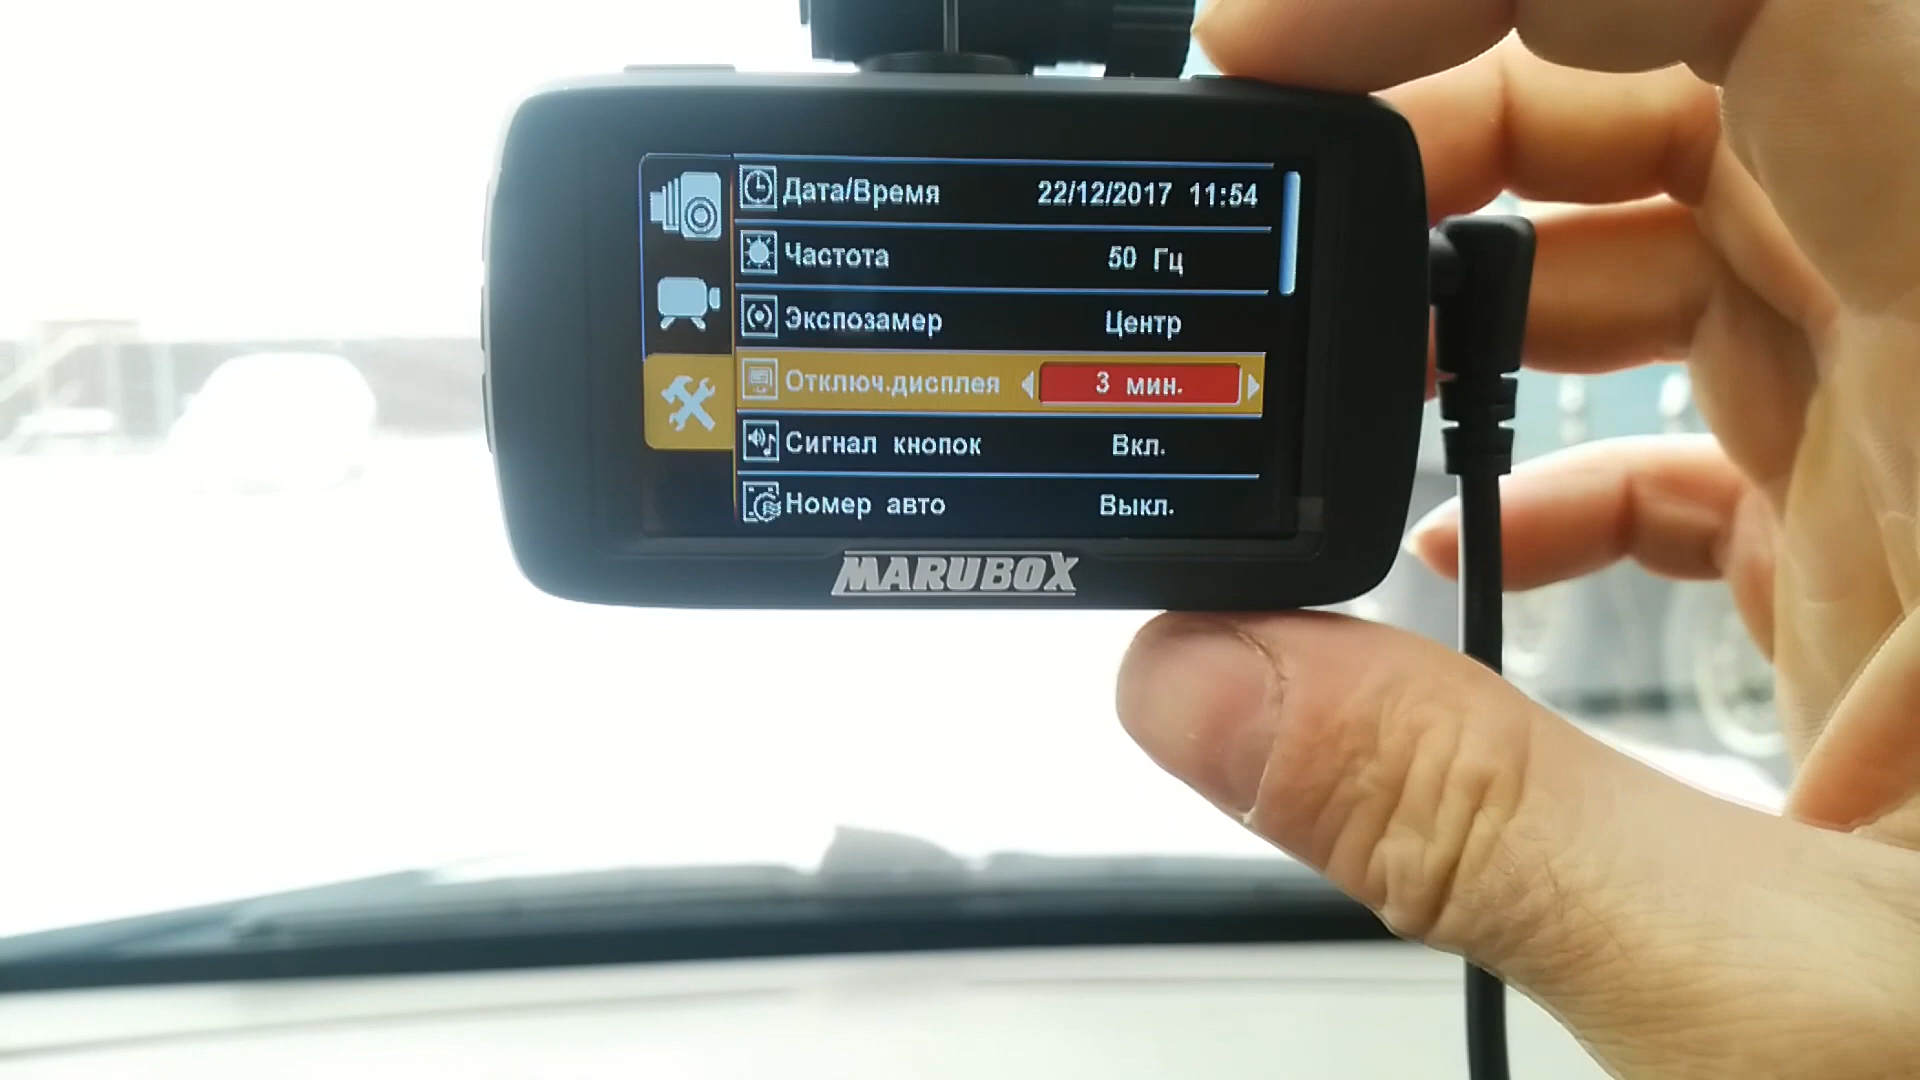 Дата/Время 22/12/2017 11:54
Частота 50 Гц
Экспозамер Центр
Отключ.дисплея 3 мин.
Сигнал кнопок Вкл.
Номер авто Выкл.
MARUBOX